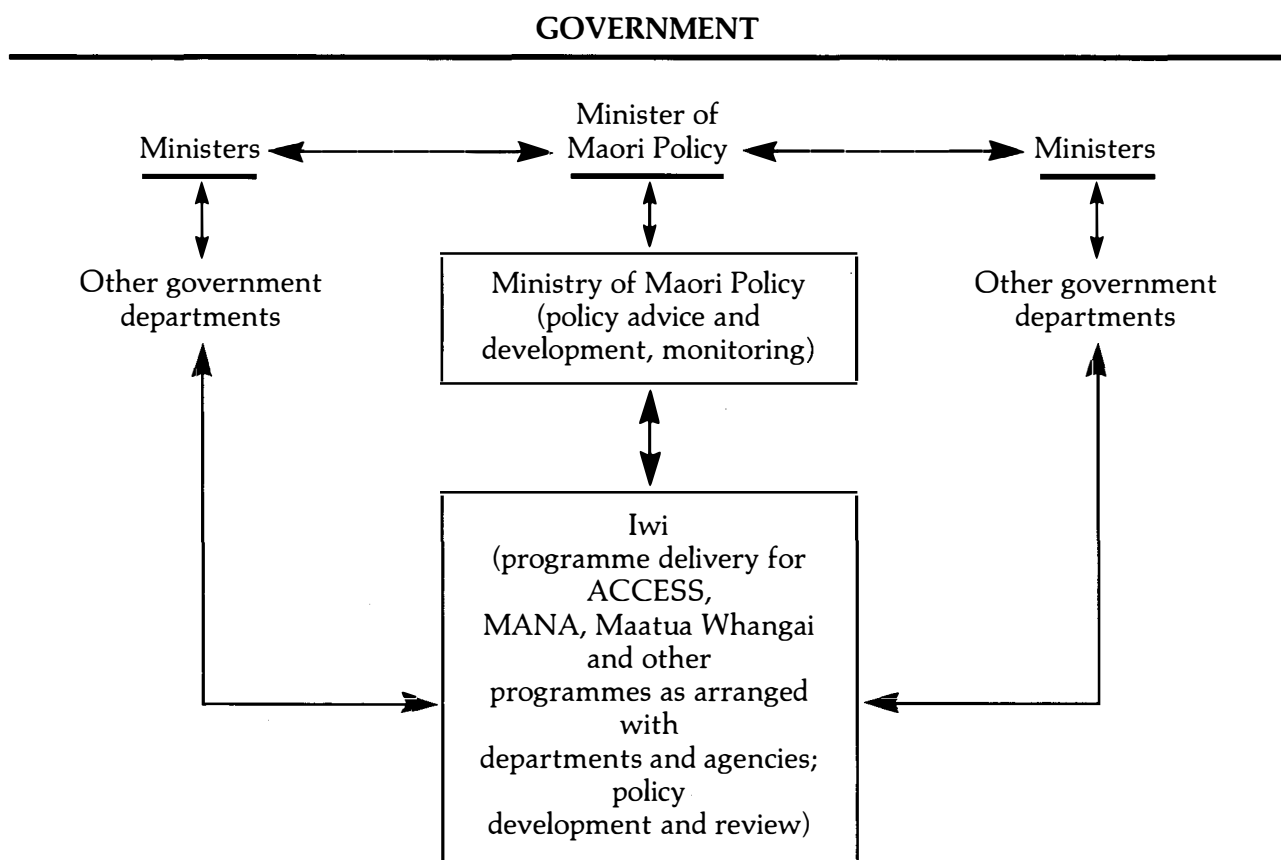 GOVERNMENT
Minister of
Maori Policy
Ministers
Ministers
Other government
departments
Ministry of Maori Policy
(policy advice and
development, monitoring)
Other government
departments
Iwi
(programme delivery for
ACCESS,
MANA, Maatua Whangai
and other
programmes as arranged
with
departments and agencies;
policy
development and review)